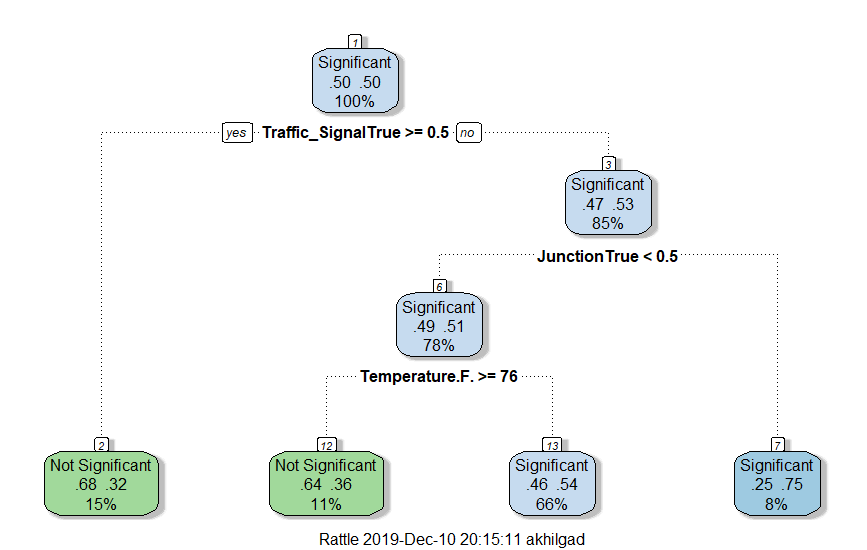 1
Significant
.50 .50
100%
yes Traffic_SignalTrue >= 0.5 no
3
Significant
.47 .53
85%
JunctionTrue < 0.5
6
Significant
.49 .51
78%
Temperature.F. >= 76
2
Not Significant
.68 .32
15%
12
Not Significant
.64 .36
11%
13
Significant
.46 .54
66%
7
Significant
.25 .75
8%
Rattle 2019-Dec-10 20:15:11 akhilgad